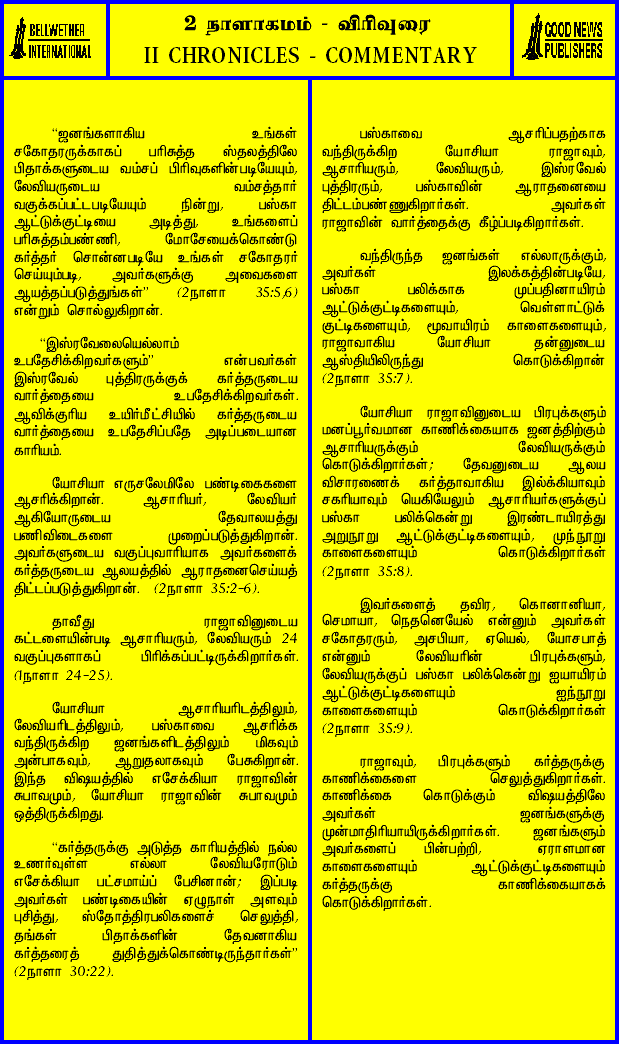 BELLWETHER
INTERNATIONAL
2 நாளாகமம் - விரிவுரை
II CHRONICLES - COMMENTARY
GOOD NEWS
PUBLISHERS
“ஜனங்களாகிய உங்கள்
சகோதரருக்காகப் பரிசுத்த ஸ்தலத்திலே
பிதாக்களுடைய வம்சப் பிரிவுகளின்படியேயும்,
லேவியருடைய வம்சத்தார்
வகுக்கப்பட்டபடியேயும் நின்று, பஸ்கா
ஆட்டுக்குட்டியை அடித்து, உங்களைப்
பரிசுத்தம்பண்ணி, மோசேயைக்கொண்டு
கர்த்தர் சொன்னபடியே உங்கள் சகோதரர்
செய்யும்படி, அவர்களுக்கு அவைகளை
ஆயத்தப்படுத்துங்கள்” (2நாளா 35:5,6)
என்றும் சொல்லுகிறான்.
“இஸ்ரவேலையெல்லாம்
உபதேசிக்கிறவர்களும்” என்பவர்கள்
இஸ்ரவேல் புத்திரருக்குக் கர்த்தருடைய
வார்த்தையை உபதேசிக்கிறவர்கள்.
ஆவிக்குரிய உயிர்மீட்சியில் கர்த்தருடைய
வார்த்தையை உபதேசிப்பதே அடிப்படையான
காரியம்.
யோசியா எருசலேமிலே பண்டிகைகளை
ஆசரிக்கிறான். ஆசாரியர், லேவியர்
ஆகியோருடைய தேவாலயத்து
பணிவிடைகளை முறைப்படுத்துகிறான்.
அவர்களுடைய வகுப்புவாரியாக அவர்களைக்
கர்த்தருடைய ஆலயத்தில் ஆராதனைசெய்யத்
திட்டப்படுத்துகிறான். (2நாளா 35:2-6).
தாவீது ராஜாவினுடைய
கட்டளையின்படி ஆசாரியரும், லேவியரும் 24
வகுப்புகளாகப் பிரிக்கப்பட்டிருக்கிறார்கள்.
(1நாளா 24-25).
யோசியா ஆசாரியரிடத்திலும்,
லேவியரிடத்திலும், பஸ்காவை ஆசரிக்க
வந்திருக்கிற ஜனங்களிடத்திலும் மிகவும்
அன்பாகவும், ஆறுதலாகவும் பேசுகிறான்.
இந்த விஷயத்தில் எசேக்கியா ராஜாவின்
சுபாவமும், யோசியா ராஜாவின் சுபாவமும்
ஒத்திருக்கிறது.
“கர்த்தருக்கு அடுத்த காரியத்தில் நல்ல
உணர்வுள்ள எல்லா லேவியரோடும்
எசேக்கியா பட்சமாய்ப் பேசினான்; இப்படி
அவர்கள் பண்டிகையின் ஏழுநாள் அளவும்
புசித்து, ஸ்தோத்திரபலிகளைச் செலுத்தி,
தங்கள் பிதாக்களின் தேவனாகிய
கர்த்தரைத் துதித்துக்கொண்டிருந்தார்கள்”
(2நாளா 30:22).
பஸ்காவை ஆசரிப்பதற்காக
வந்திருக்கிற யோசியா ராஜாவும்,
ஆசாரியரும், லேவியரும், இஸ்ரவேல்
புத்திரரும், பஸ்காவின் ஆராதனையை
திட்டம்பண்ணுகிறார்கள். அவர்கள்
ராஜாவின் வார்த்தைக்கு கீழ்ப்படிகிறார்கள்.
வந்திருந்த ஜனங்கள் எல்லாருக்கும்,
அவர்கள் இலக்கத்தின்படியே,
பஸ்கா பலிக்காக முப்பதினாயிரம்
ஆட்டுக்குட்டிகளையும், வெள்ளாட்டுக்
குட்டிகளையும், மூவாயிரம் காளைகளையும்,
ராஜாவாகிய யோசியா தன்னுடைய
ஆஸ்தியிலிருந்து கொடுக்கிறான்
(2நாளா 35:7).
யோசியா ராஜாவினுடைய பிரபுக்களும்
மனப்பூர்வமான காணிக்கையாக ஜனத்திற்கும்
ஆசாரியருக்கும் லேவியருக்கும்
கொடுக்கிறார்கள்; தேவனுடைய ஆலய
விசாரணைக் கர்த்தாவாகிய இல்க்கியாவும்
சகரியாவும் யெகியேலும் ஆசாரியர்களுக்குப்
பஸ்கா பலிக்கென்று இரண்டாயிரத்து
அறுநூறு ஆட்டுக்குட்டிகளையும், முந்நூறு
காளைகளையும் கொடுக்கிறார்கள்
(2நாளா 35:8).
இவர்களைத் தவிர, கொனானியா,
செமாயா, நெதனெயேல் என்னும் அவர்கள்
சகோதரரும், அசபியா, ஏயெல், யோசபாத்
என்னும் லேவியரின் பிரபுக்களும்,
லேவியருக்குப் பஸ்கா பலிக்கென்று ஐயாயிரம்
ஆட்டுக்குட்டிகளையும் ஐந்நூறு
காளைகளையும் கொடுக்கிறார்கள்
(2நாளா 35:9).
ராஜாவும், பிரபுக்களும் கர்த்தருக்கு
காணிக்கைளை செலுத்துகிறார்கள்.
காணிக்கை கொடுக்கும் விஷயத்திலே
அவர்கள் ஜனங்களுக்கு
முன்மாதிரியாயிருக்கிறார்கள். ஜனங்களும்
அவர்களைப் பின்பற்றி, ஏராளமான
காளைகளையும் ஆட்டுக்குட்டிகளையும்
கர்த்தருக்கு காணிக்கையாகக்
கொடுக்கிறார்கள்.